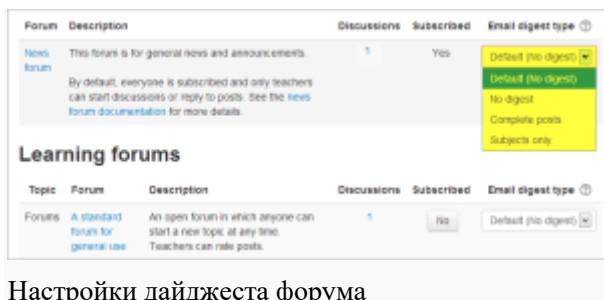 Forum Description Discussions Subscribed Email digest type
News forum This forum is for general news and announcements. 1 Yes Default (No digest)
By default, everyone is subscribed and only teachers can start discussions or reply to posts. See the news forum documentation for more details.
Default (No digest)
No digest
Complete posts
Subjects only
Learning forums
Topic Forum Description Discussions Subscribed Email digest type
Forums A standard forum for general use An open forum in which anyone can start a new topic at any time. Teachers can rate posts. 1 No Default (No digest)
Настройки дайджеста форума